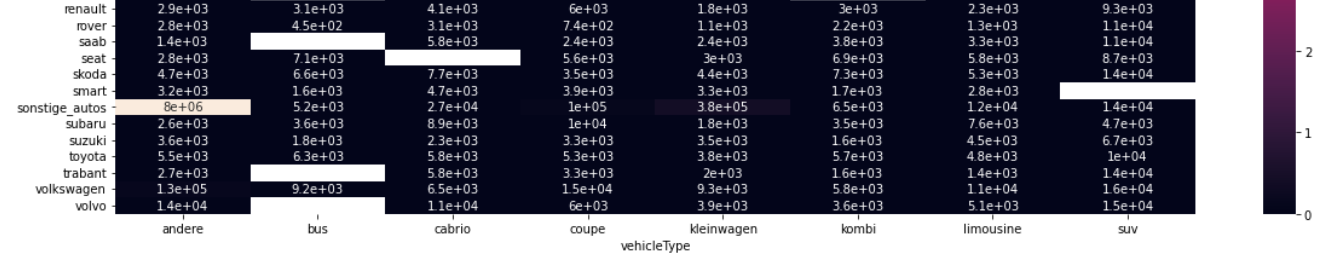 renault 2.9e+03 3.1e+03 4.1e+03 6e+03 1.8e+03 3e+03 2.3e+03 9.3e+03
rover 2.8e+03 4.5e+02 3.1e+03 7.4e+02 1.1e+03 2.2e+03 1.3e+03 1.1e+04
saab 1.4e+03 5.8e+03 2.4e+03 2.4e+03 3.8e+03 3.3e+03 1.1e+04
2
seat 2.8e+03 7.1e+03 5.6e+03 3e+03 6.9e+03 5.8e+03 8.7e+03
skoda 4.7e+03 6.6e+03 7.7e+03 3.5e+03 4.4e+03 7.3e+03 5.3e+03 1.4e+04
smart 3.2e+03 1.6e+03 4.7e+03 3.9e+03 3.3e+03 1.7e+03 2.8e+03
sonstige_autos 8e+06 5.2e+03 2.7e+04 1e+05 3.8e+05 6.5e+03 1.2e+04 1.4e+04
subaru 2.6e+03 3.6e+03 8.9e+03 1e+04 1.8e+03 3.5e+03 7.6e+03 4.7e+03
1
suzuki 3.6e+03 1.8e+03 2.3e+03 3.3e+03 3.5e+03 1.6e+03 4.5e+03 6.7e+03
toyota 5.5e+03 6.3e+03 5.8e+03 5.3e+03 3.8e+03 5.7e+03 4.8e+03 1e+04
trabant 2.7e+03 5.8e+03 3.3e+03 2e+03 1.6e+03 1.4e+03 1.4e+04
volkswagen 1.3e+05 9.2e+03 6.5e+03 1.5e+04 9.3e+03 5.8e+03 1.1e+04 1.6e+04
volvo 1.4e+04 1.1e+04 6e+03 3.9e+03 3.6e+03 5.1e+03 1.5e+04
0
andere bus cabrio coupe kleinwagen kombi limousine suv
vehicleType